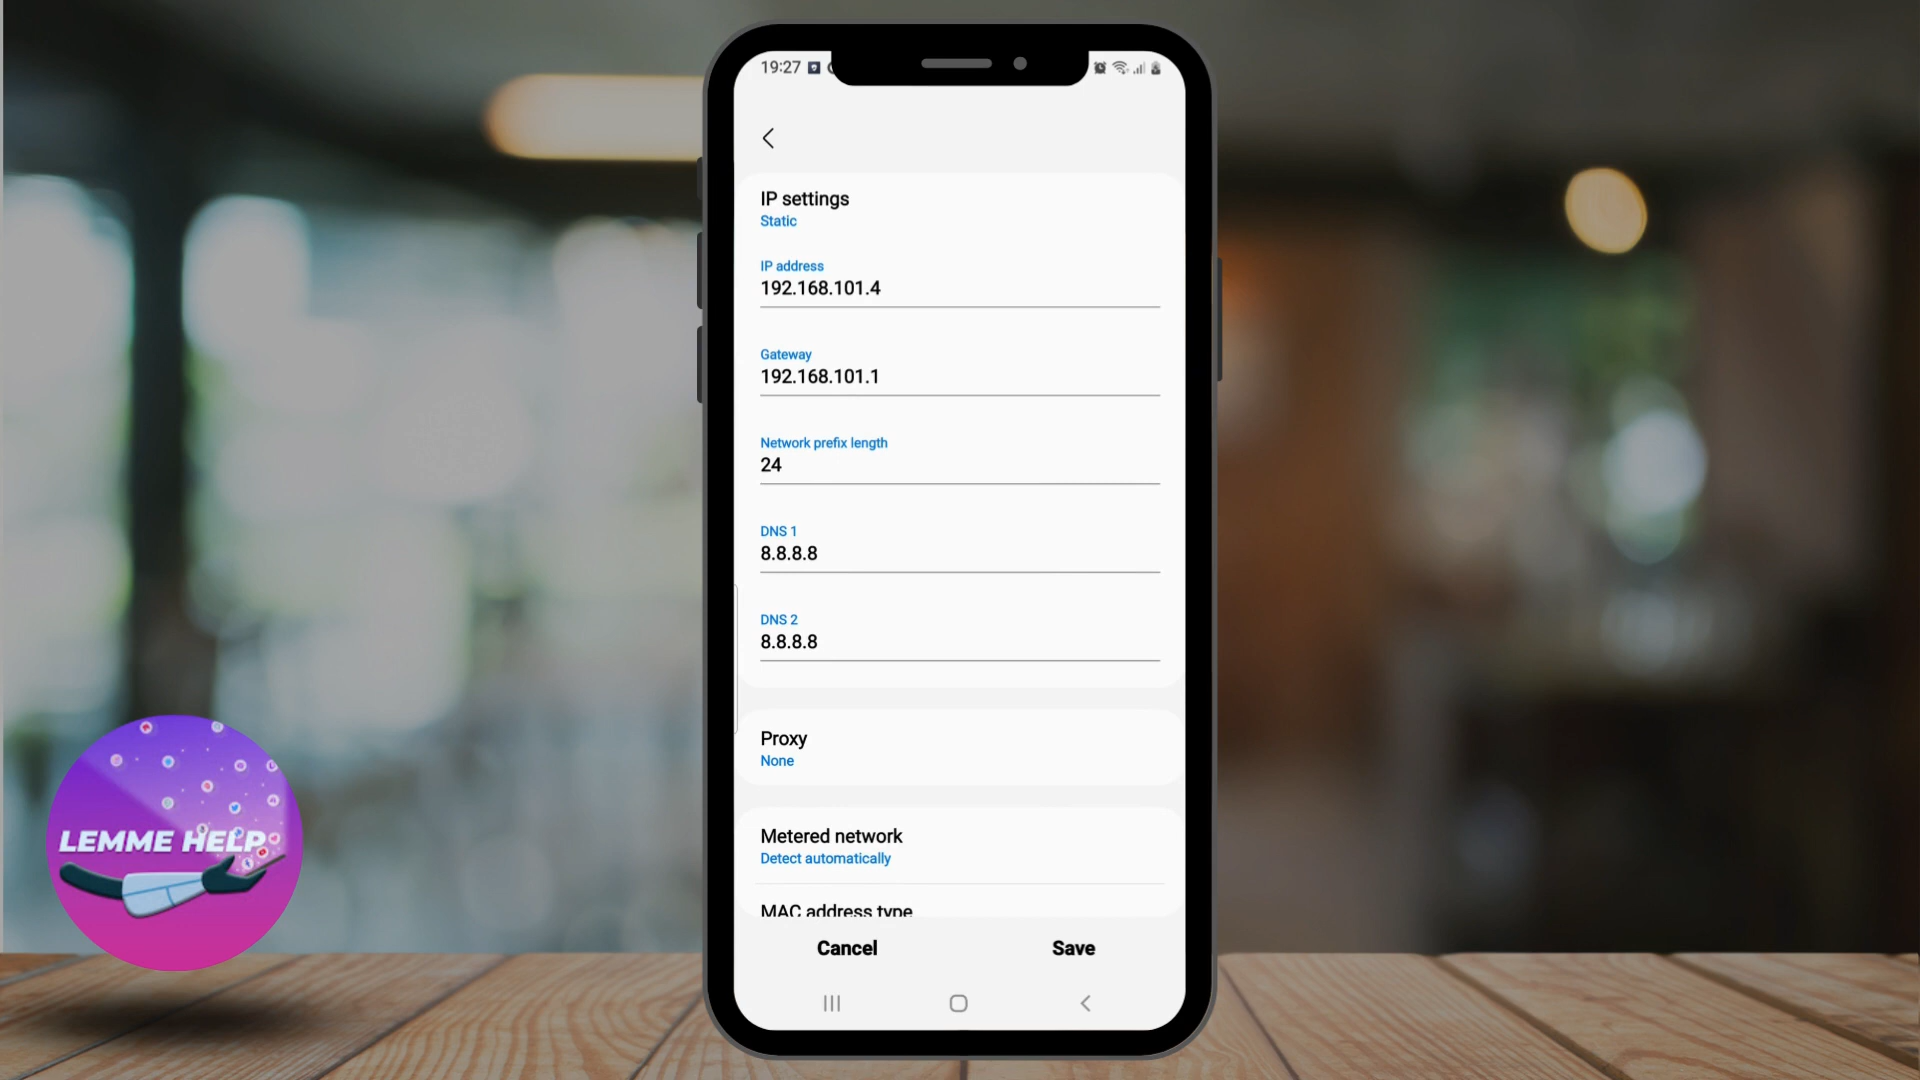 19:27
IP settings
Static
IP address
192.168.101.4
Gateway
192.168.101.1
Network prefix length
24
DNS 1
8.8.8.8
DNS 2
8.8.8.8
Proxy
None
Metered network
Detect automatically
MAC address type
Cancel
Save
LEMME HELP